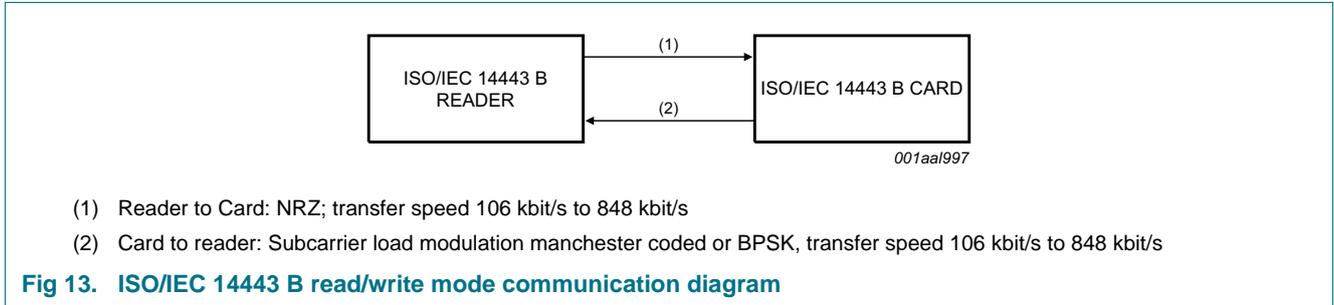 (1)
ISO/IEC 14443 B
READER
ISO/IEC 14443 B CARD
(2)
001aal997
(1) Reader to Card: NRZ; transfer speed 106 kbit/s to 848 kbit/s
(2) Card to reader: Subcarrier load modulation manchester coded or BPSK, transfer speed 106 kbit/s to 848 kbit/s
Fig 13. ISO/IEC 14443 B read/write mode communication diagram